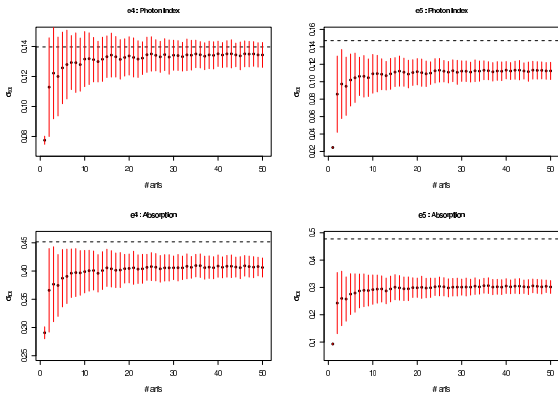 e4 : Photon Index
0.14
0.12
0.10
0.08
σtot
0 10 20 30 40 50
# arfs
e5 : Photon Index
0.16
0.14
0.12
0.10
0.08
0.06
0.04
0.02
0 10 20 30 40 50
# arfs
e4 : Absorption
0.45
0.40
0.35
0.30
0.25
0 10 20 30 40 50
# arfs
e5 : Absorption
0.5
0.4
0.3
0.2
0.1
0 10 20 30 40 50
# arfs